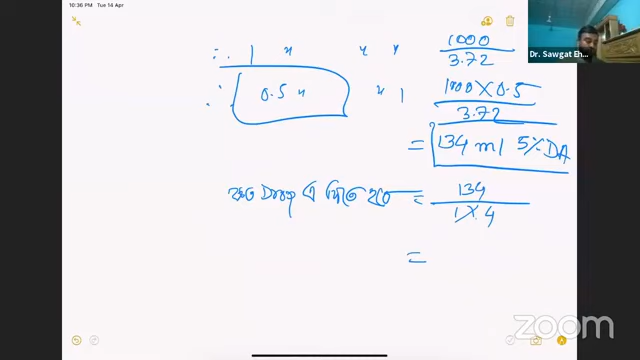 10:36 PM Tue 14 Apr
Dr. Sawgat Eh...
∴ 1 " " " 1000
3.72
∴ 0.5 " " 1 1000 X 0.5
3.72
= 134 ml 5% DA
কত Drop এ দিতে হবে = 134
1 X 4
=
zoom